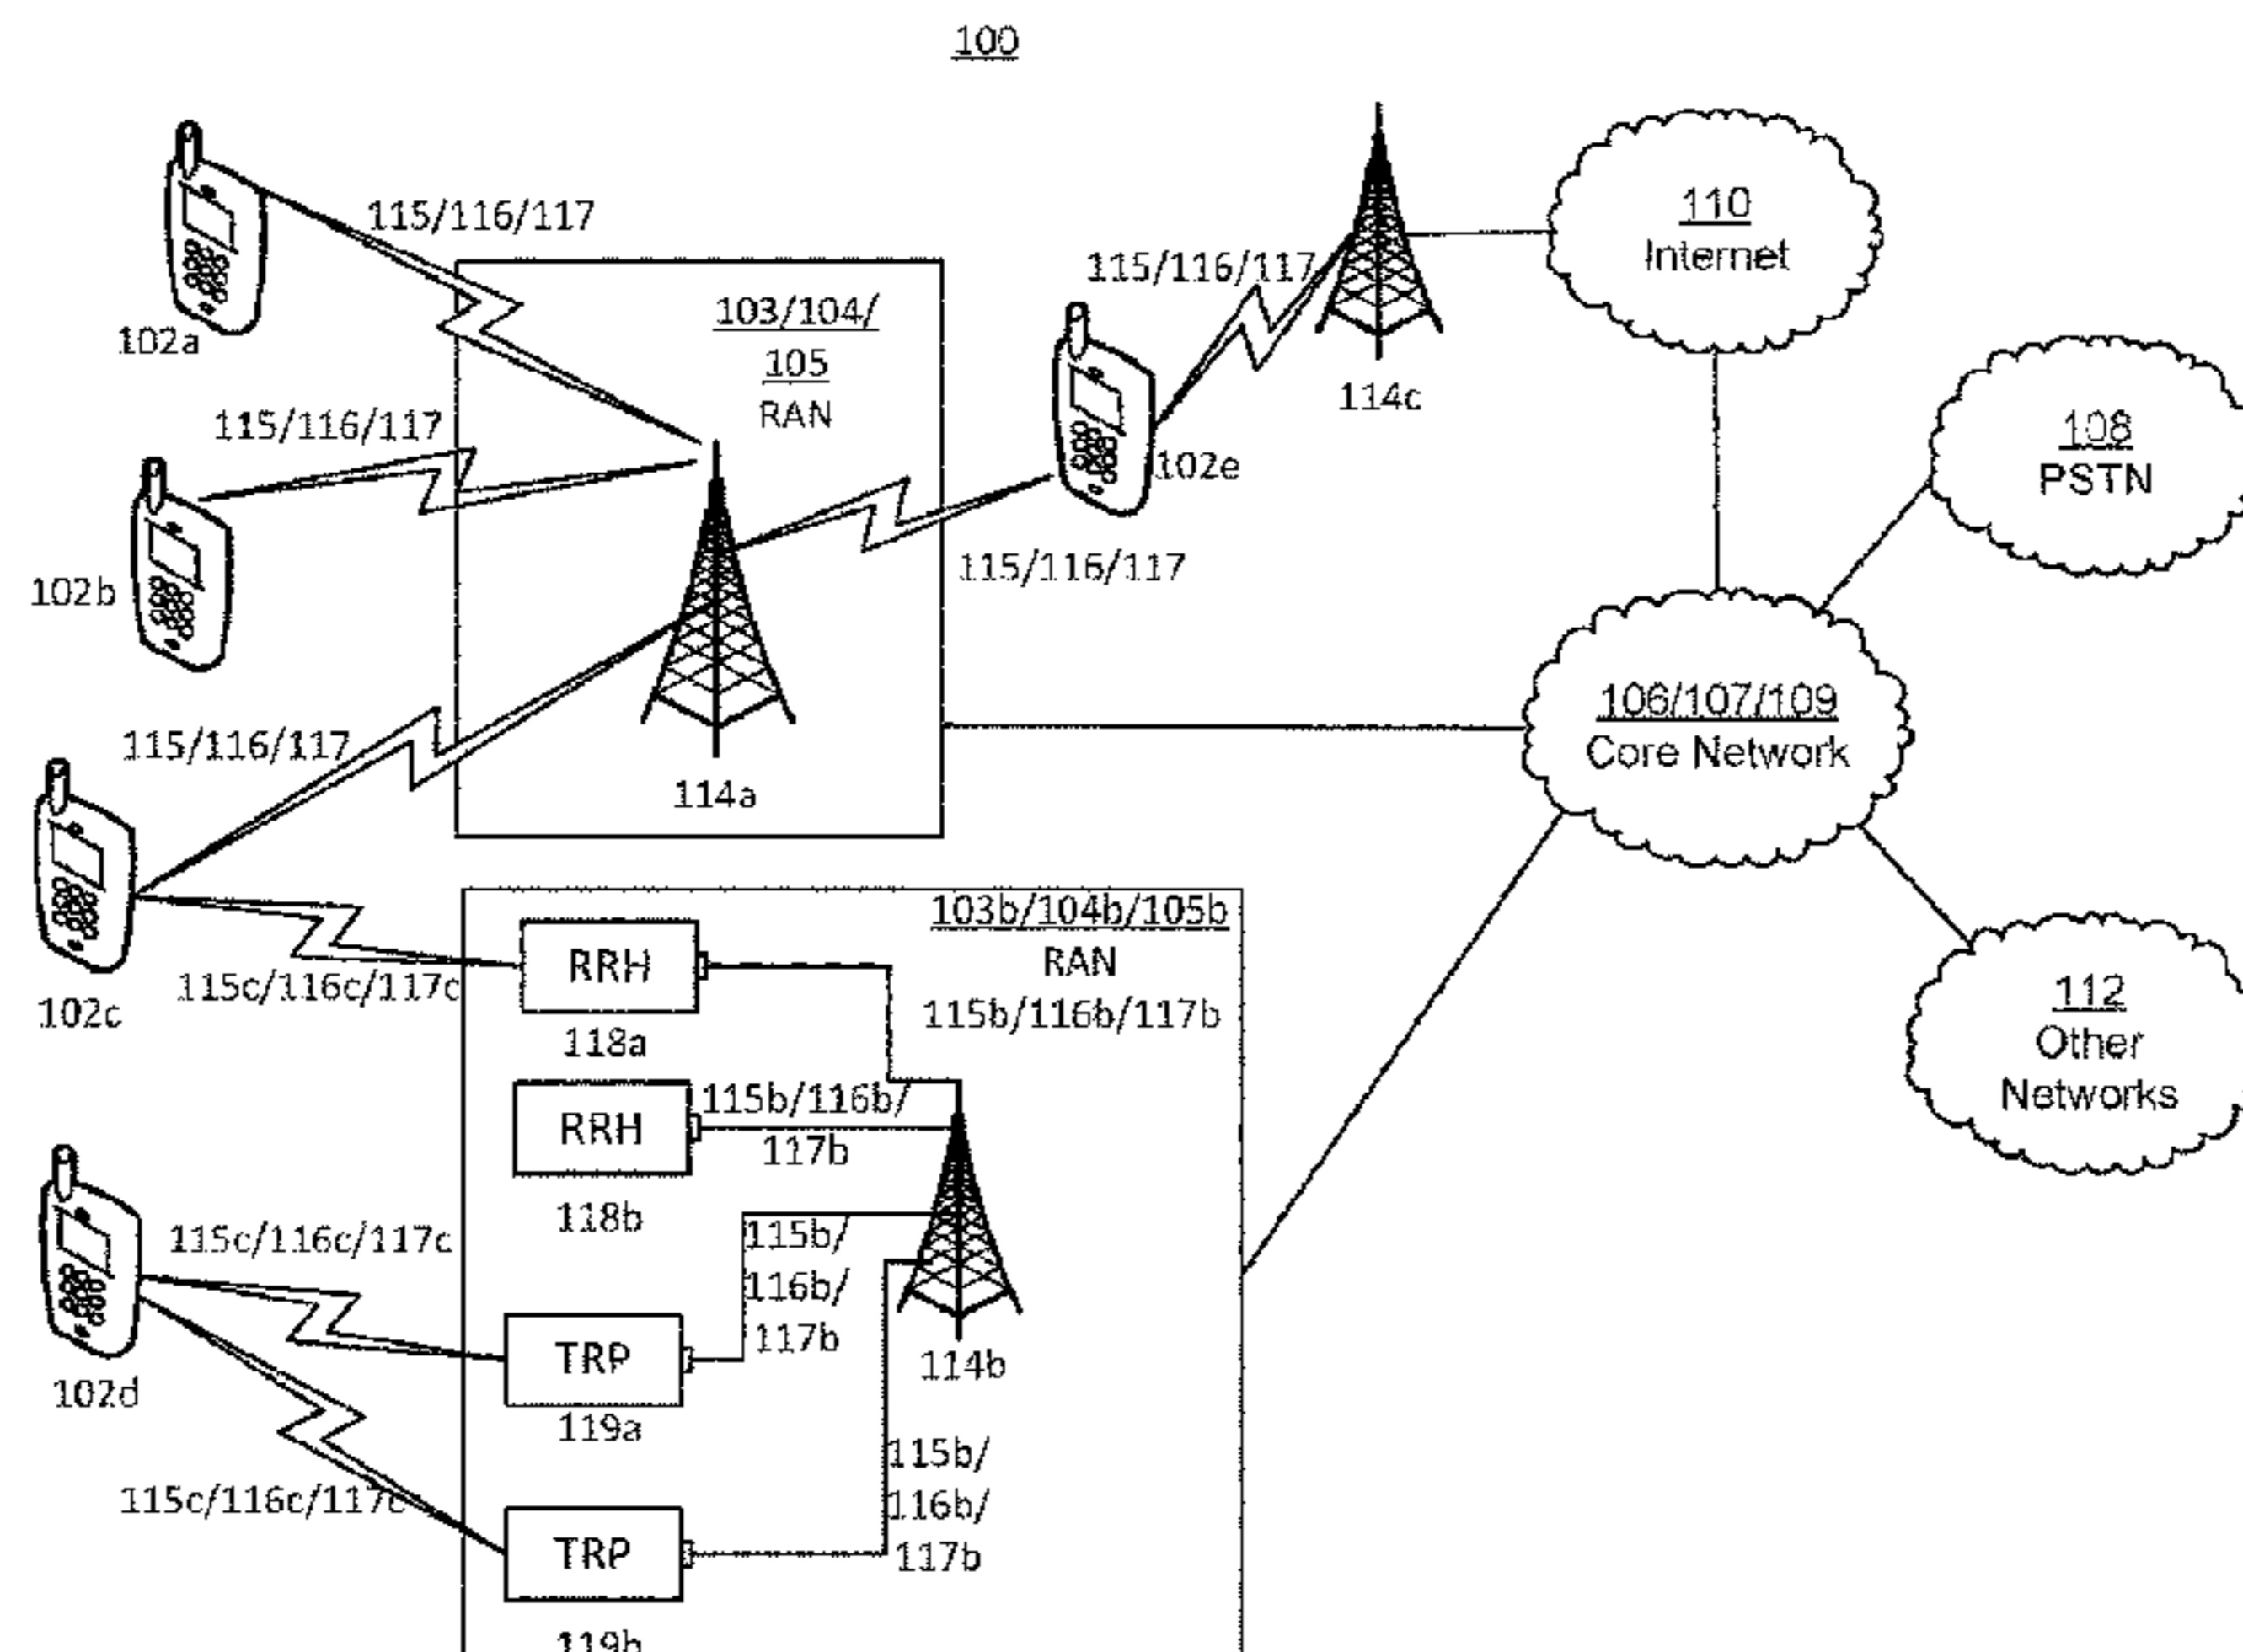 100
115/116/117
102a
103/104/
105
RAN
115/116/117
114c
110
Internet
115/116/117
102b
102e
115/116/117
108
PSTN
106/107/109
Core Network
115/116/117
114a
102c
115c/116c/117c
RRH
118a
103b/104b/105b
RAN
115b/116b/117b
112
Other
Networks
RRH
118b
115b/116b/
117b
115c/116c/117c
102d
TRP
119a
115b/
116b/
117b
114b
115c/116c/117c
TRP
119b
115b/
116b/
117b